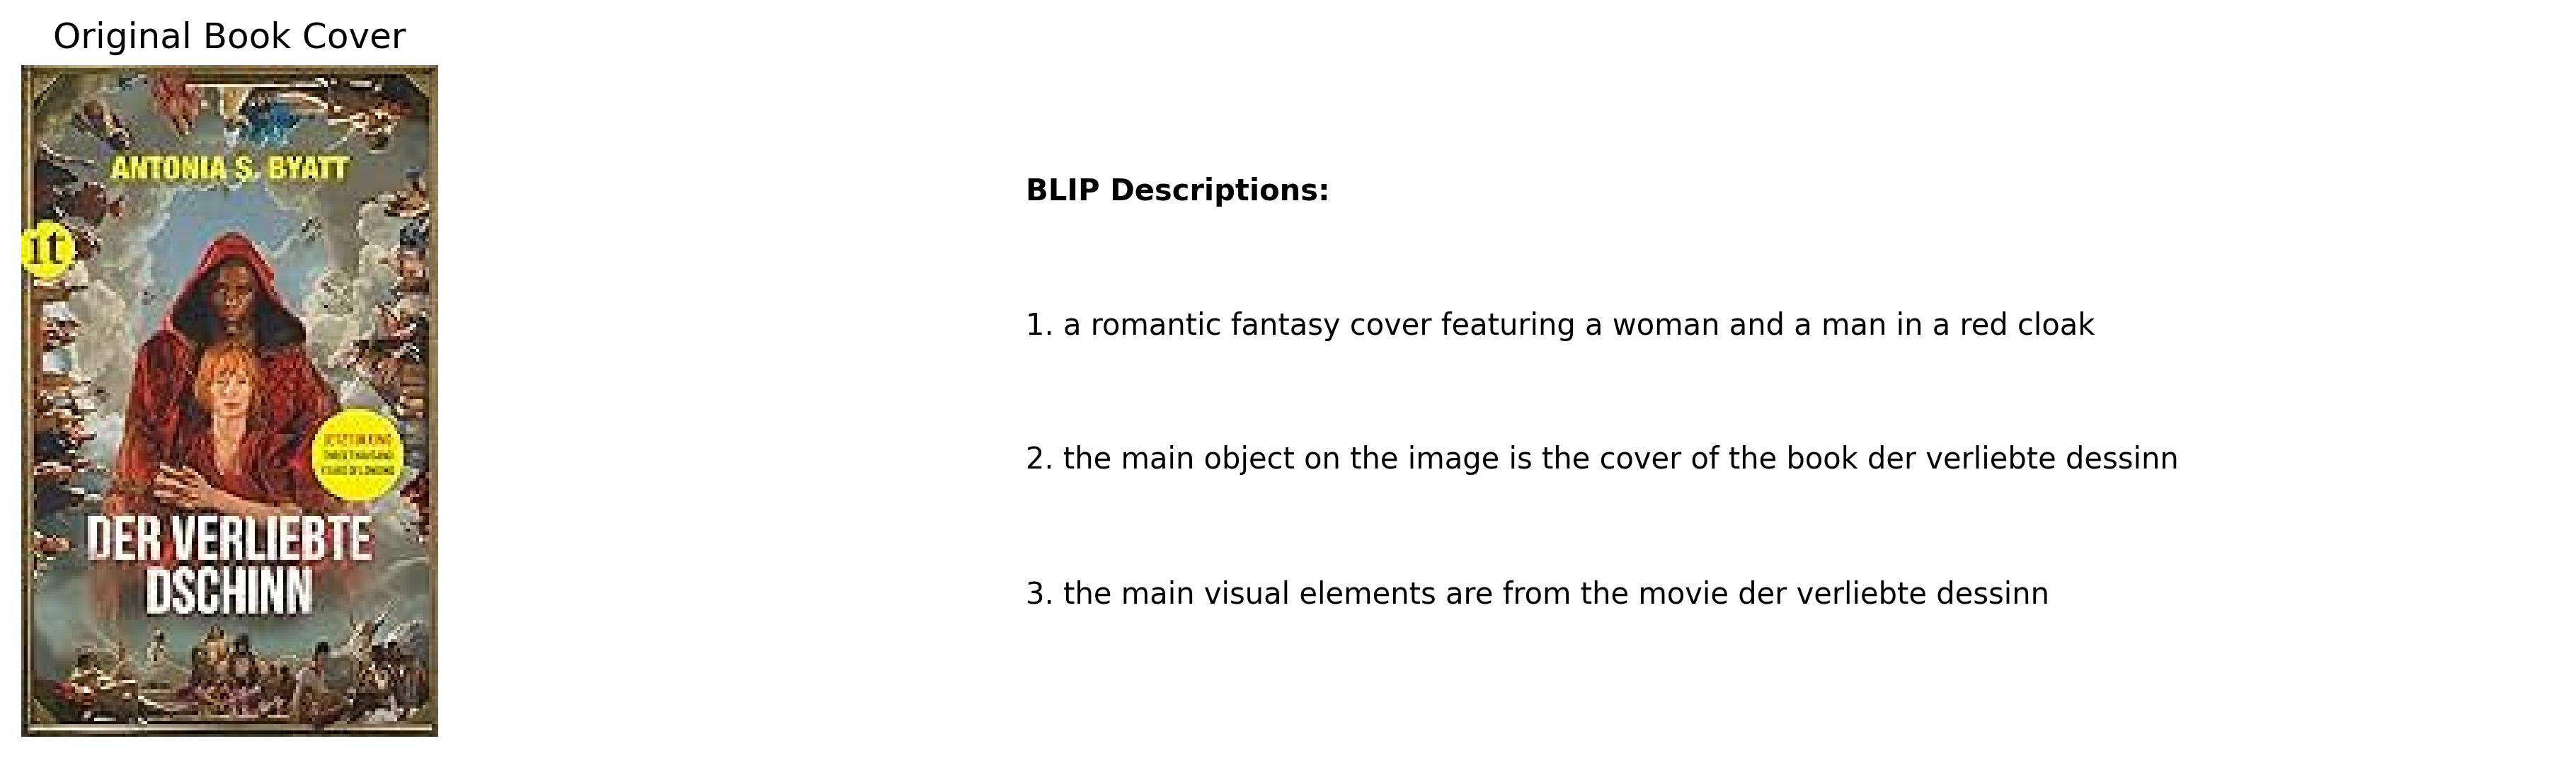 Original Book Cover
ANTONIA S. BYATT
it
JETZT IM KINO
THREE THOUSAND
YEARS OF LONGING
DER VERLIEBTE
DSCHINN
BLIP Descriptions:
1. a romantic fantasy cover featuring a woman and a man in a red cloak
2. the main object on the image is the cover of the book der verliebte dessinn
3. the main visual elements are from the movie der verliebte dessinn